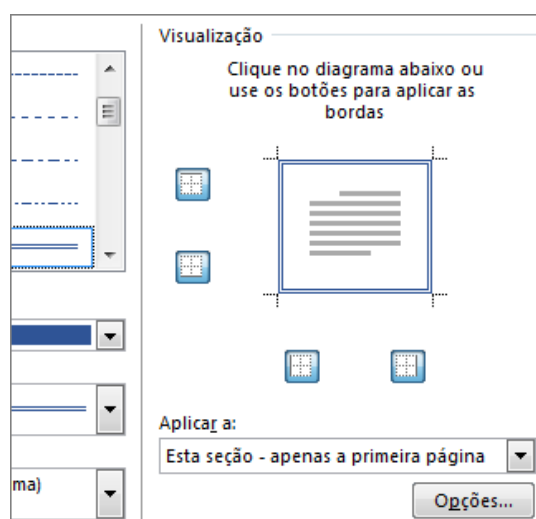 Visualização
Clique no diagrama abaixo ou
use os botões para aplicar as
bordas
Aplicar a:
Esta seção - apenas a primeira página
ma)
Opções...